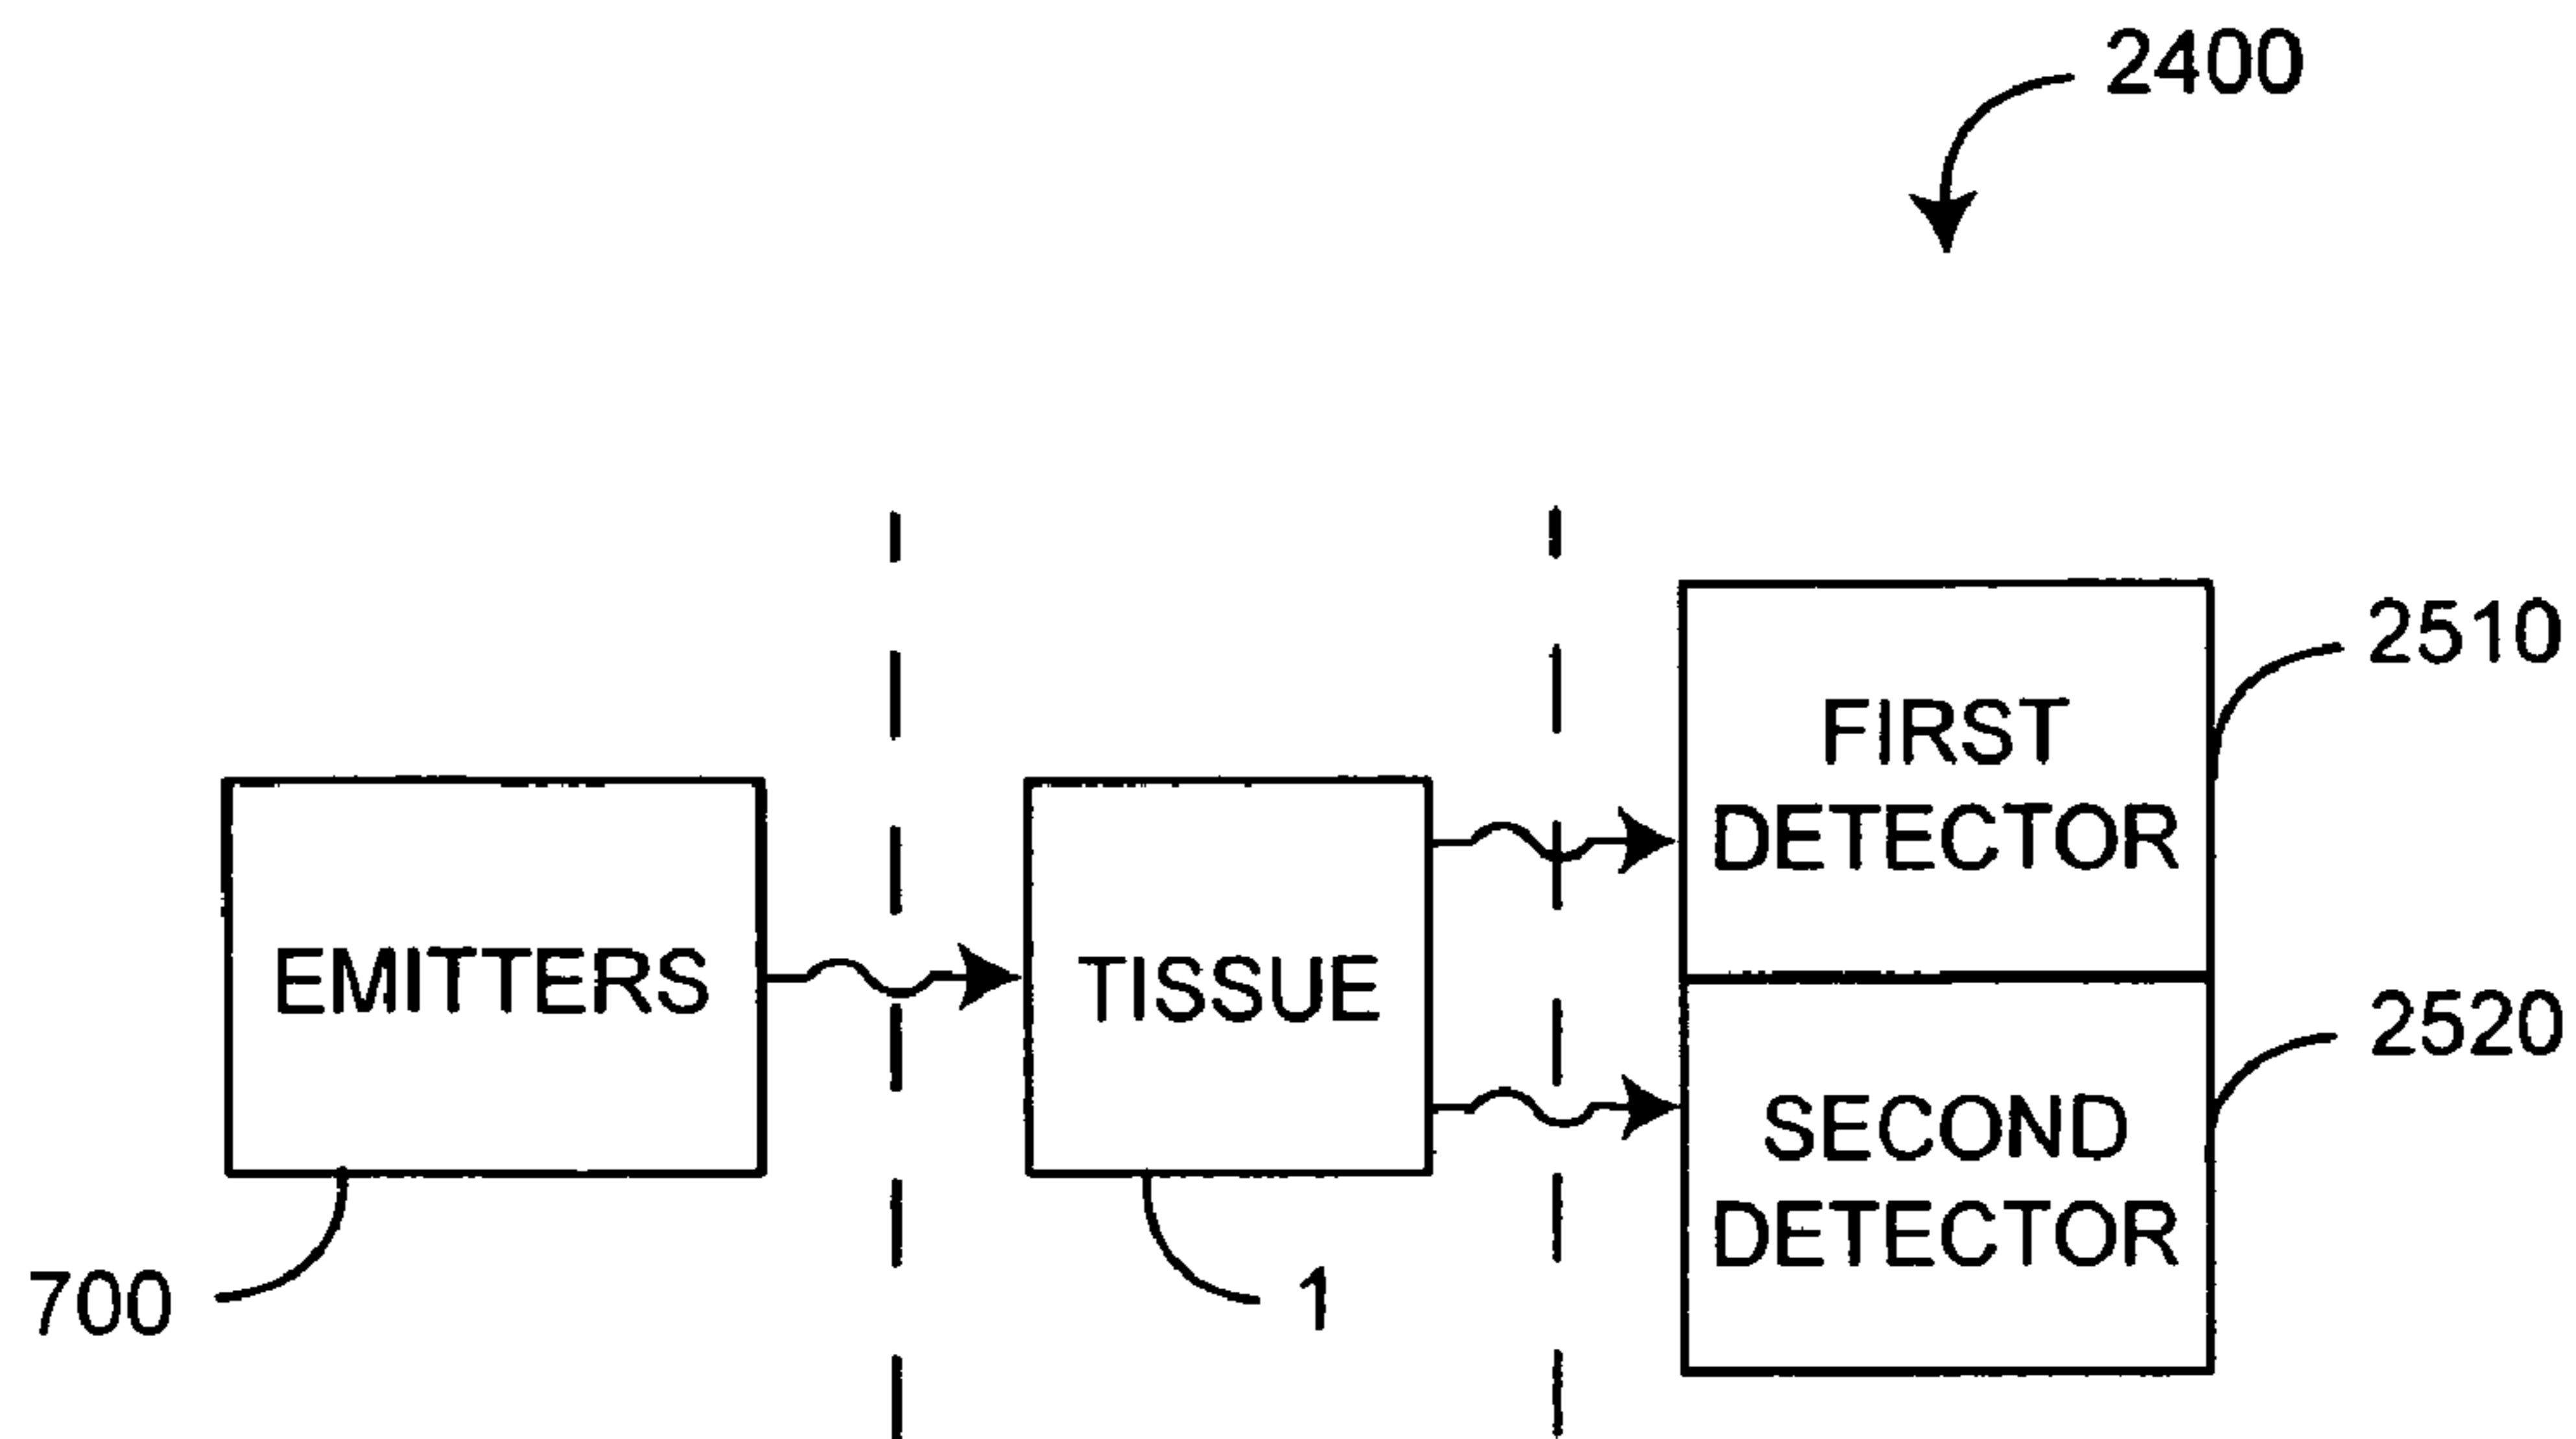 2400
2510
FIRST
DETECTOR
EMITTERS
TISSUE
2520
SECOND
DETECTOR
700
1